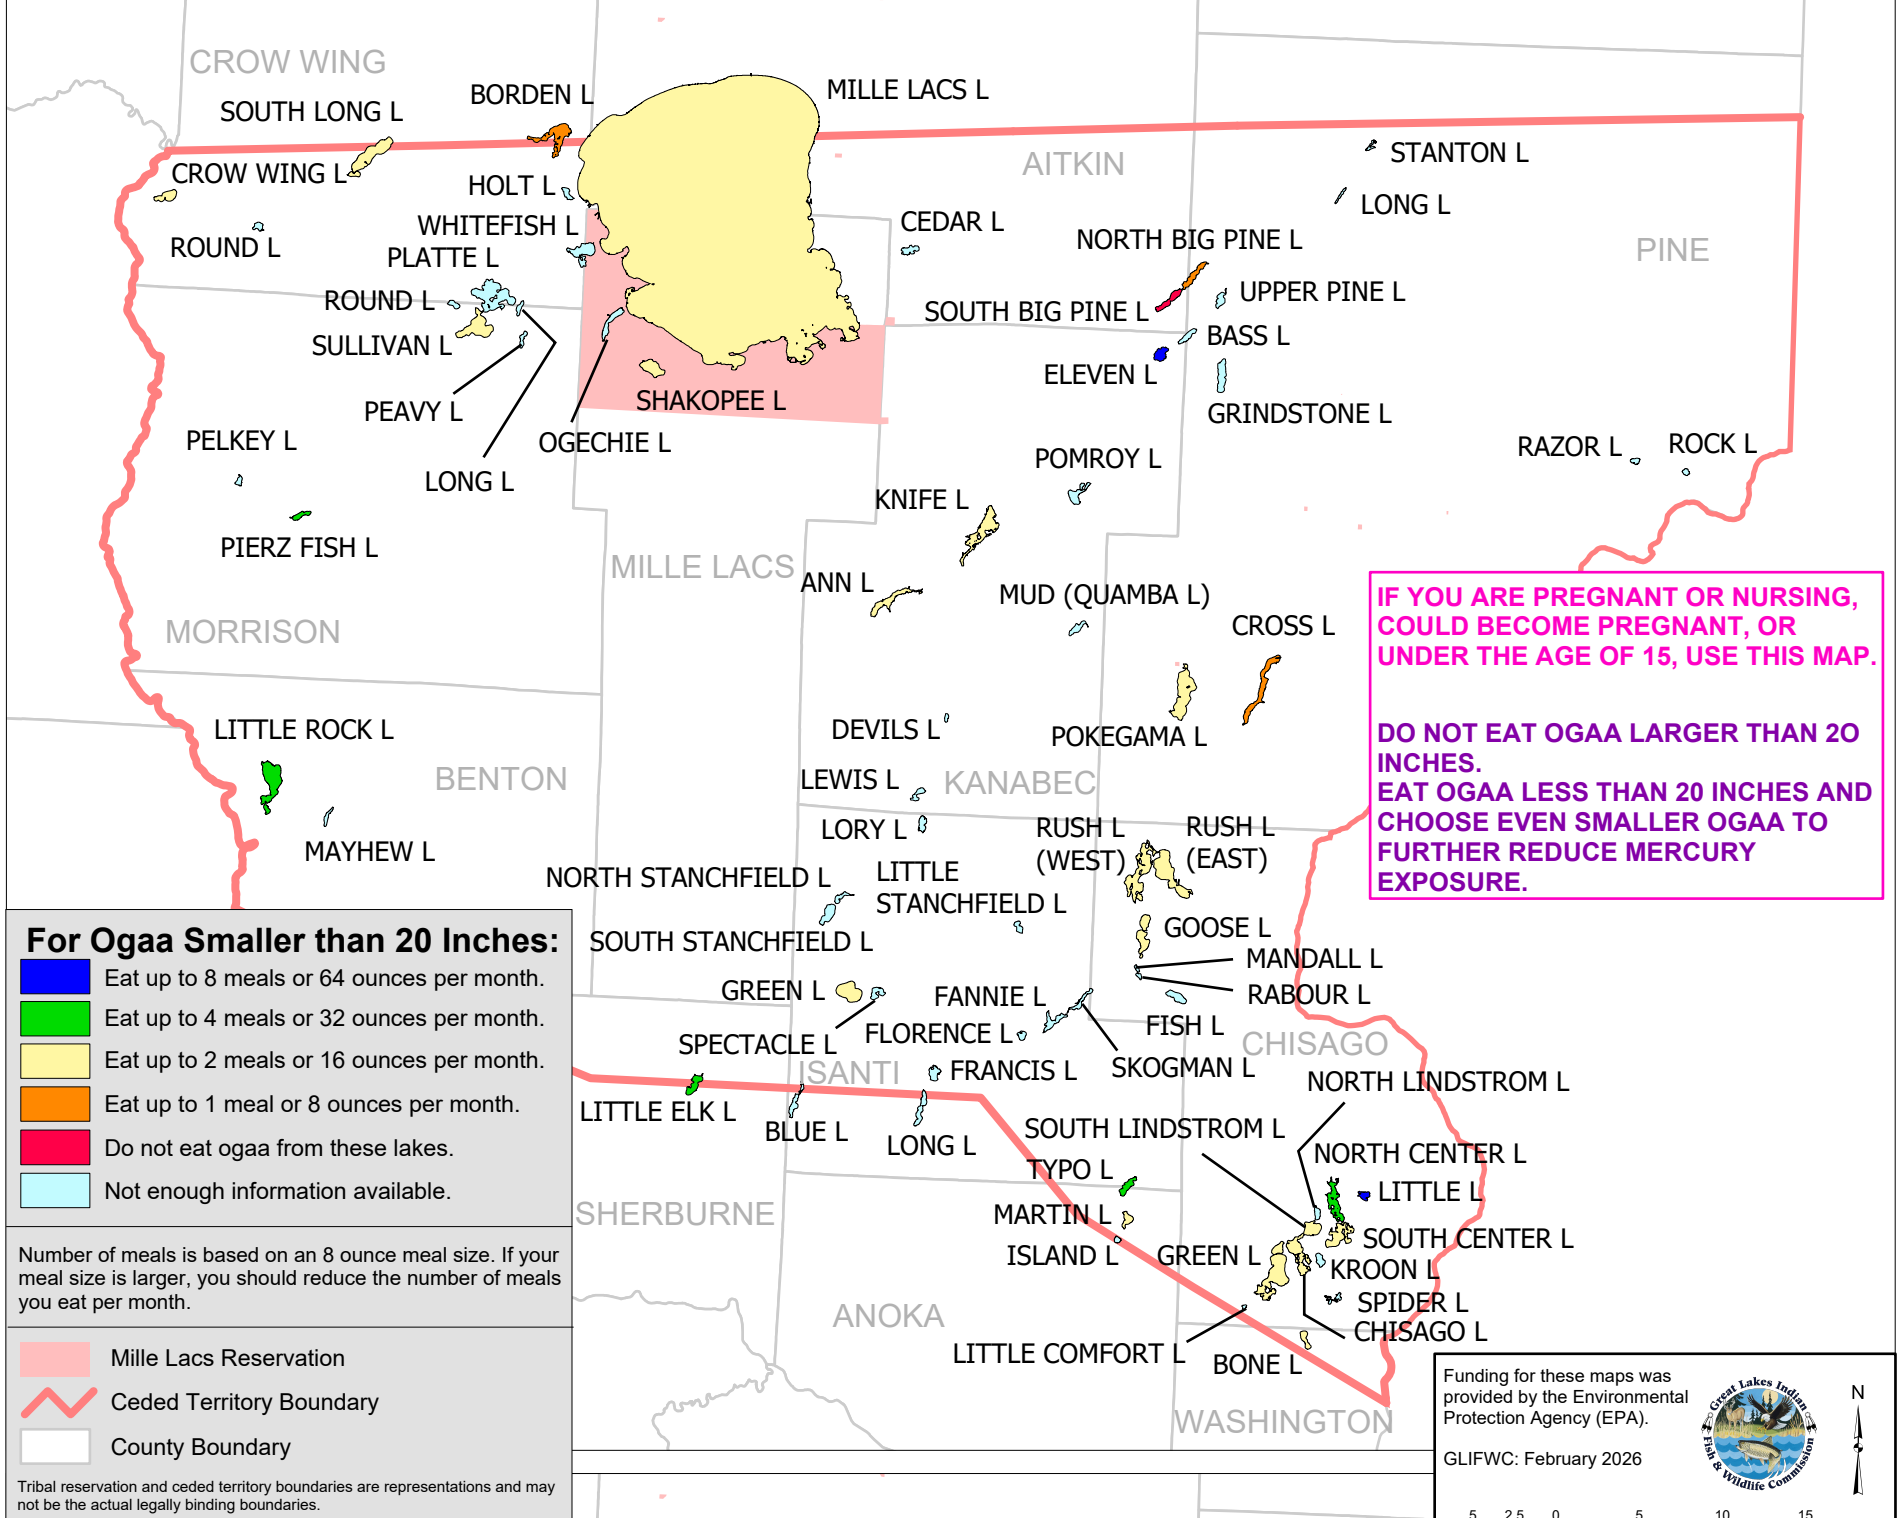 CROW WING
SOUTH LONG L
BORDEN L
MILLE LACS L
CROW WING L
HOLT L
AITKIN
STANTON L
LONG L
ROUND L
WHITEFISH L
CEDAR L
NORTH BIG PINE L
PINE
PLATTE L
ROUND L
SOUTH BIG PINE L
UPPER PINE L
SULLIVAN L
BASS L
ELEVEN L
PEAVY L
SHAKOPEE L
GRINDSTONE L
PELKEY L
OGECHIE L
LONG L
POMROY L
RAZOR L
ROCK L
KNIFE L
PIERZ FISH L
MILLE LACS
ANN L
MUD (QUAMBA L)
MORRISON
CROSS L
IF YOU ARE PREGNANT OR NURSING,
COULD BECOME PREGNANT, OR
UNDER THE AGE OF 15, USE THIS MAP.
DO NOT EAT OGAA LARGER THAN 2O
INCHES.
EAT OGAA LESS THAN 20 INCHES AND
CHOOSE EVEN SMALLER OGAA TO
FURTHER REDUCE MERCURY
EXPOSURE.
LITTLE ROCK L
DEVILS L
POKEGAMA L
BENTON
LEWIS L
KANABEC
MAYHEW L
LORY L
RUSH L
(WEST)
RUSH L
(EAST)
NORTH STANCHFIELD L
LITTLE
STANCHFIELD L
SOUTH STANCHFIELD L
GOOSE L
MANDALL L
GREEN L
FANNIE L
RABOUR L
SPECTACLE L
FLORENCE L
FISH L
ISANTI
FRANCIS L
SKOGMAN L
CHISAGO
LITTLE ELK L
BLUE L
LONG L
NORTH LINDSTROM L
SOUTH LINDSTROM L
NORTH CENTER L
TYPO L
LITTLE L
SHERBURNE
MARTIN L
ISLAND L
GREEN L
SOUTH CENTER L
KROON L
SPIDER L
ANOKA
CHISAGO L
LITTLE COMFORT L
BONE L
WASHINGTON
For Ogaa Smaller than 20 Inches:
Eat up to 8 meals or 64 ounces per month.
Eat up to 4 meals or 32 ounces per month.
Eat up to 2 meals or 16 ounces per month.
Eat up to 1 meal or 8 ounces per month.
Do not eat ogaa from these lakes.
Not enough information available.
Number of meals is based on an 8 ounce meal size. If your
meal size is larger, you should reduce the number of meals
you eat per month.
Mille Lacs Reservation
Ceded Territory Boundary
County Boundary
Tribal reservation and ceded territory boundaries are representations and may
not be the actual legally binding boundaries.
Funding for these maps was
provided by the Environmental
Protection Agency (EPA).
GLIFWC: February 2026
Great Lakes Indian
Fish & Wildlife Commission
N
5 2.5 0 5 10 15